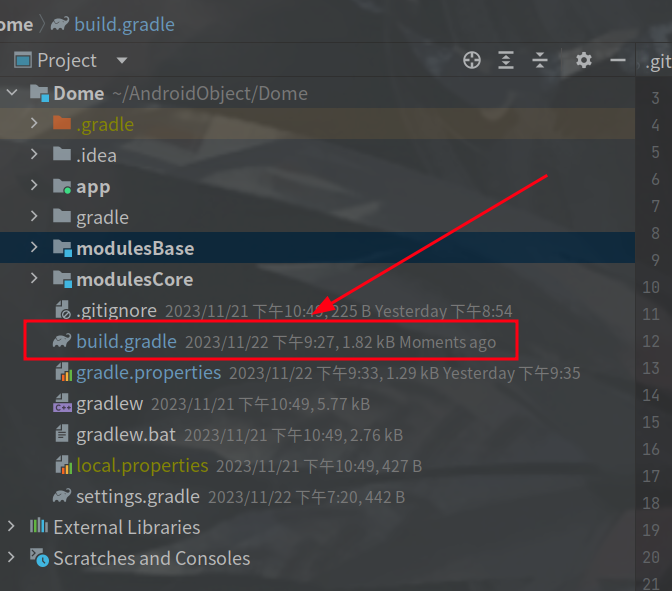 ome build.gradle
Project
.git
Dome ~/AndroidObject/Dome
.gradle
.idea
app
gradle
modulesBase
modulesCore
.gitignore 2023/11/21 下午10:49, 225 B Yesterday 下午8:54
build.gradle 2023/11/22 下午9:27, 1.82 kB Moments ago
gradle.properties 2023/11/22 下午9:33, 1.29 kB Yesterday 下午9:35
gradlew 2023/11/21 下午10:49, 5.77 kB
gradlew.bat 2023/11/21 下午10:49, 2.76 kB
local.properties 2023/11/21 下午10:49, 427 B
settings.gradle 2023/11/22 下午7:20, 442 B
External Libraries
Scratches and Consoles
3
4
5
6
7
8
9
10
11
12
13
14
15
16
17
18
19
20
21